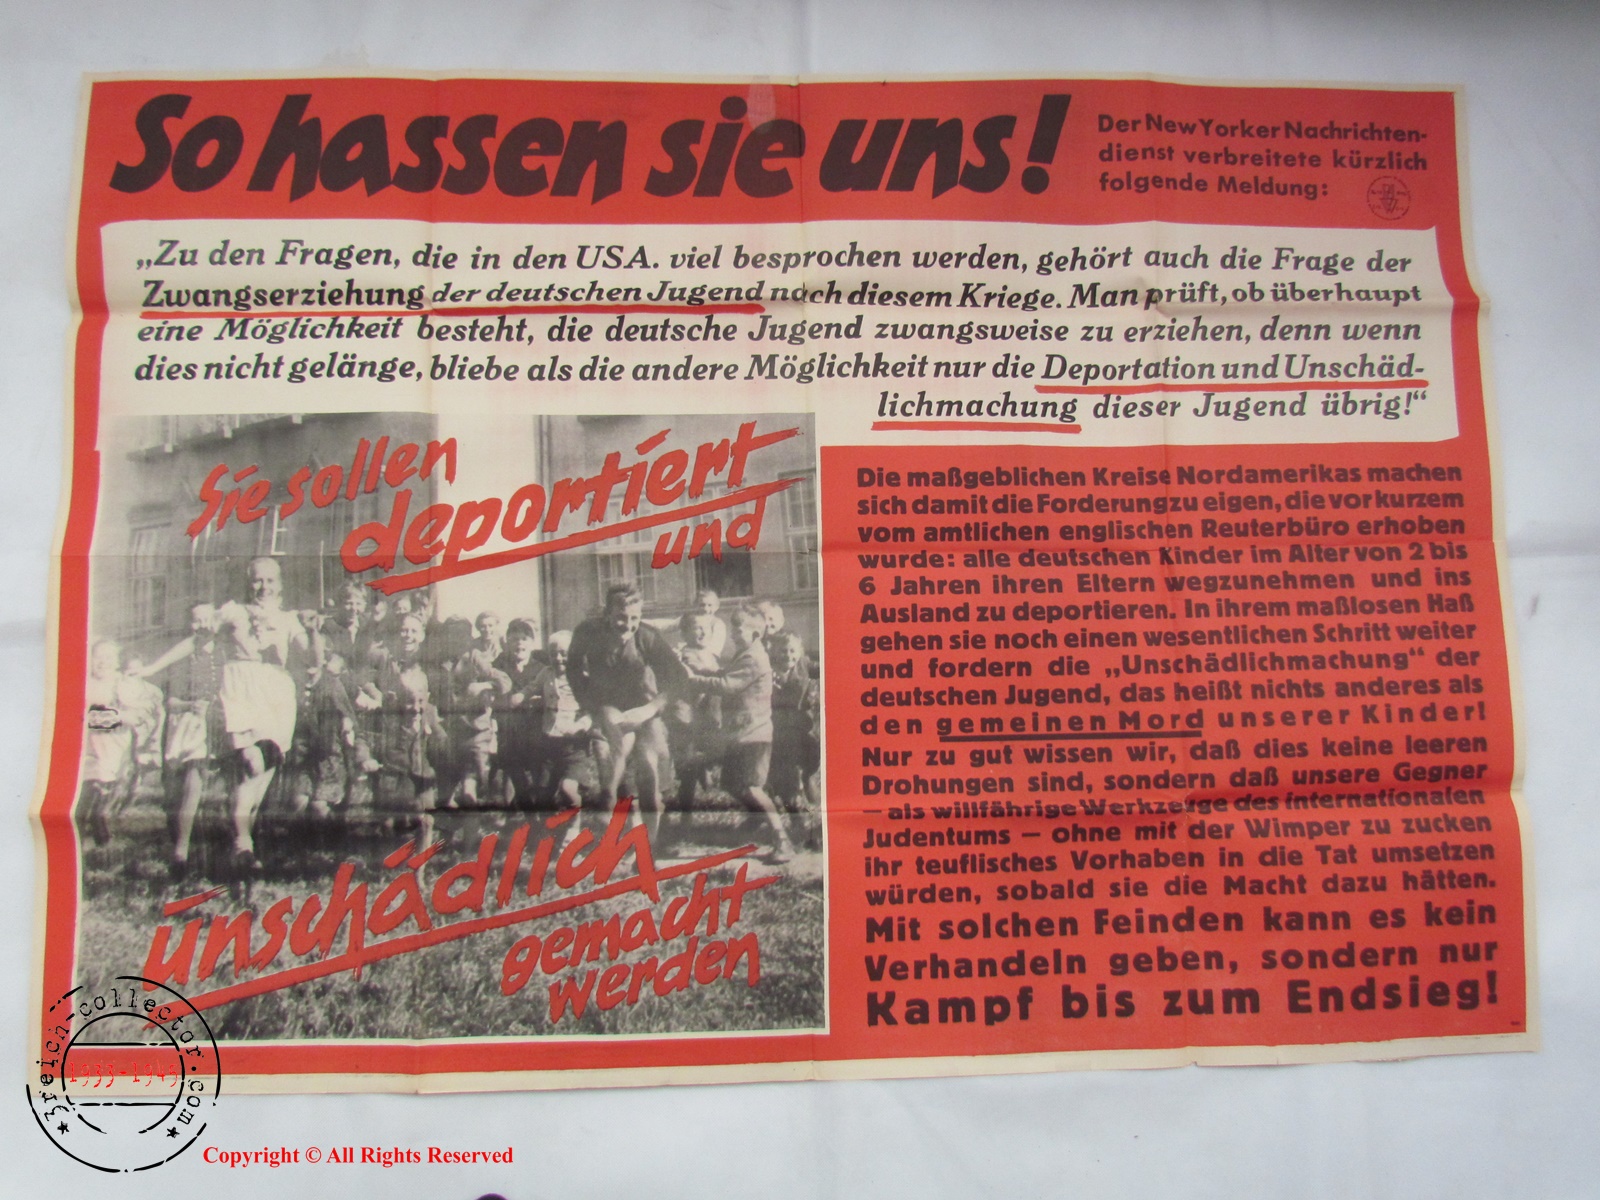 So hassen sie uns!
Der New Yorker Nachrichten-
dienst verbreitete kürzlich
folgende Meldung:
„Zu den Fragen, die in den USA. viel besprochen werden, gehört auch die Frage der
Zwangserziehung der deutschen Jugend nach diesem Kriege. Man prüft, ob überhaupt
eine Möglichkeit besteht, die deutsche Jugend zwangsweise zu erziehen, denn wenn
dies nicht gelänge, bliebe als die andere Möglichkeit nur die Deportation und Unschäd-
lichmachung dieser Jugend übrig!“
Sie sollen
deportiert
und
unschädlich
gemacht
werden
Die maßgeblichen Kreise Nordamerikas machen
sich damit die Forderung zu eigen, die vor kurzem
vom amtlichen englischen Reuterbüro erhoben
wurde: alle deutschen Kinder im Alter von 2 bis
6 Jahren ihren Eltern wegzunehmen und ins
Ausland zu deportieren. In ihrem maßlosen Haß
gehen sie noch einen wesentlichen Schritt weiter
und fordern die „Unschädlichmachung“ der
deutschen Jugend, das heißt nichts anderes als
den gemeinen Mord unserer Kinder!
Nur zu gut wissen wir, daß dies keine leeren
Drohungen sind, sondern daß unsere Gegner
— als willfährige Werkzeuge des internationalen
Judentums — ohne mit der Wimper zu zucken
ihr teuflisches Vorhaben in die Tat umsetzen
würden, sobald sie die Macht dazu hätten.
Mit solchen Feinden kann es kein
Verhandeln geben, sondern nur
Kampf bis zum Endsieg!
3reich-collector.com
1933-1945
Copyright © All Rights Reserved